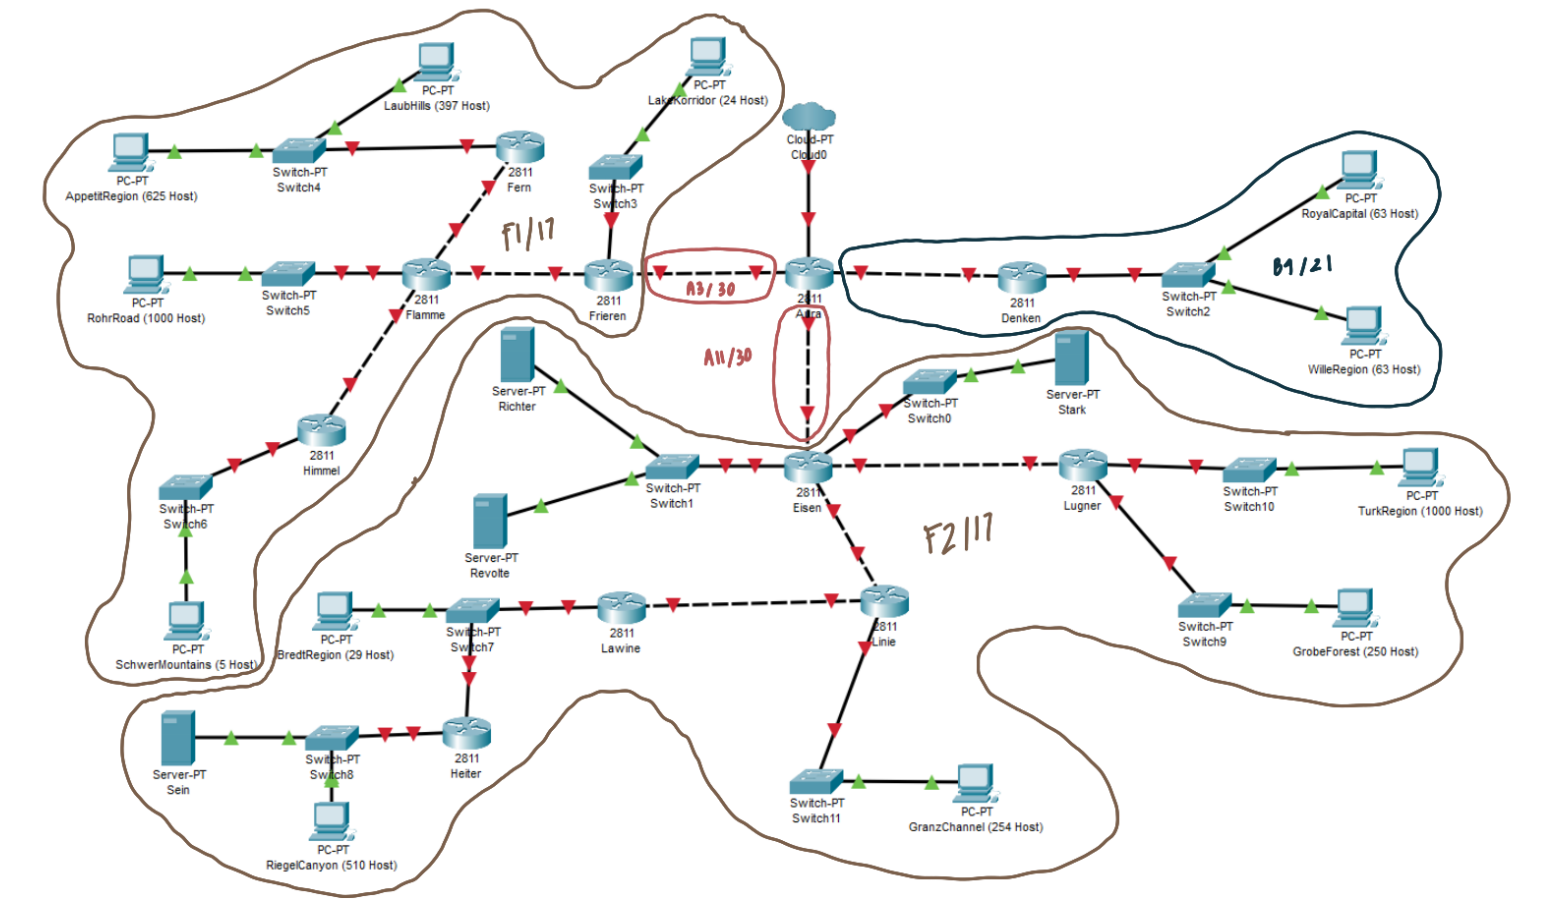 PC-PT
LaubHills (397 Host)
PC-PT
LakeKorridor (24 Host)
Cloud-PT
Cloud0
PC-PT
AppetitRegion (625 Host)
Switch-PT
Switch4
2811
Fern
Switch-PT
Switch3
PC-PT
RoyalCapital (63 Host)
F1/17
PC-PT
RohrRoad (1000 Host)
Switch-PT
Switch5
2811
Flamme
2811
Frieren
A3/30
2811
Aura
2811
Denken
Switch-PT
Switch2
B9/21
PC-PT
WilleRegion (63 Host)
A11/30
Server-PT
Richter
Switch-PT
Switch0
Server-PT
Stark
2811
Himmel
Switch-PT
Switch6
Switch-PT
Switch1
2811
Eisen
2811
Lugner
Switch-PT
Switch10
PC-PT
TurkRegion (1000 Host)
Server-PT
Revolte
F2/17
PC-PT
SchwerMountains (5 Host)
PC-PT
BredtRegion (29 Host)
Switch-PT
Switch7
2811
Lawine
2811
Linie
Switch-PT
Switch9
PC-PT
GrobeForest (250 Host)
Server-PT
Sein
Switch-PT
Switch8
2811
Heiter
PC-PT
RiegelCanyon (510 Host)
Switch-PT
Switch11
PC-PT
GranzChannel (254 Host)